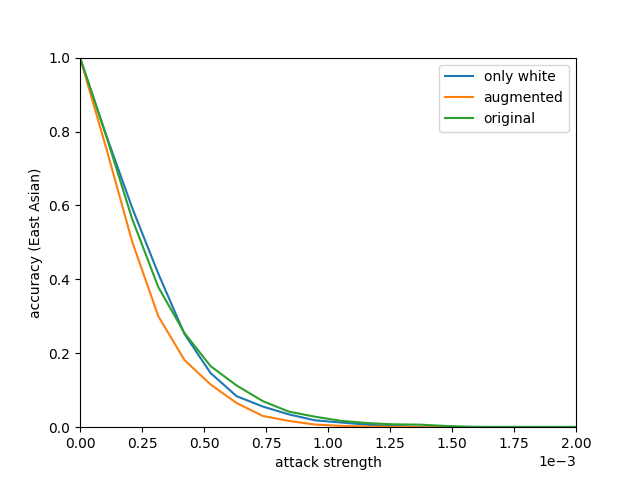 only white
augmented
original
accuracy (East Asian)
1.0
0.8
0.6
0.4
0.2
0.0
0.00 0.25 0.50 0.75 1.00 1.25 1.50 1.75 2.00
attack strength
1e−3